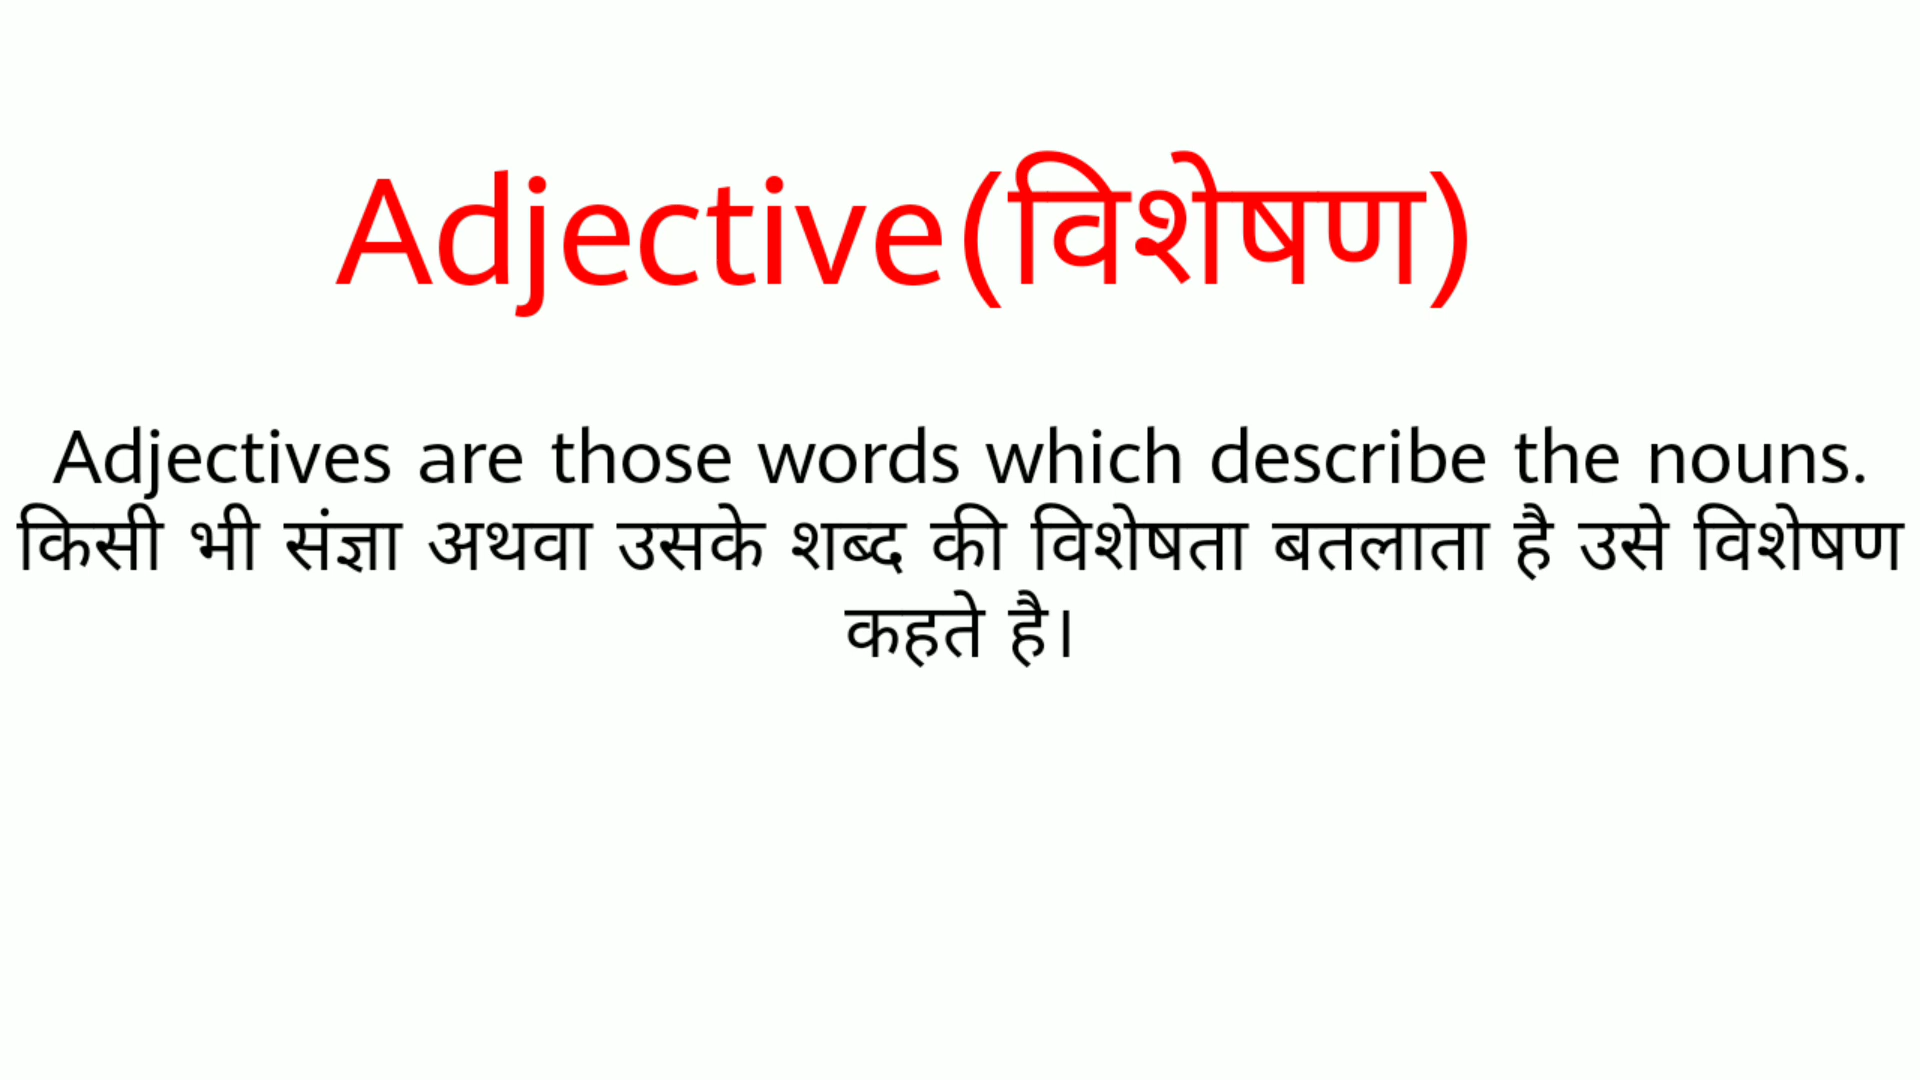 Adjective(विशेषण)
Adjectives are those words which describe the nouns.
किसी भी संज्ञा अथवा उसके शब्द की विशेषता बतलाता है उसे विशेषण
कहते है।